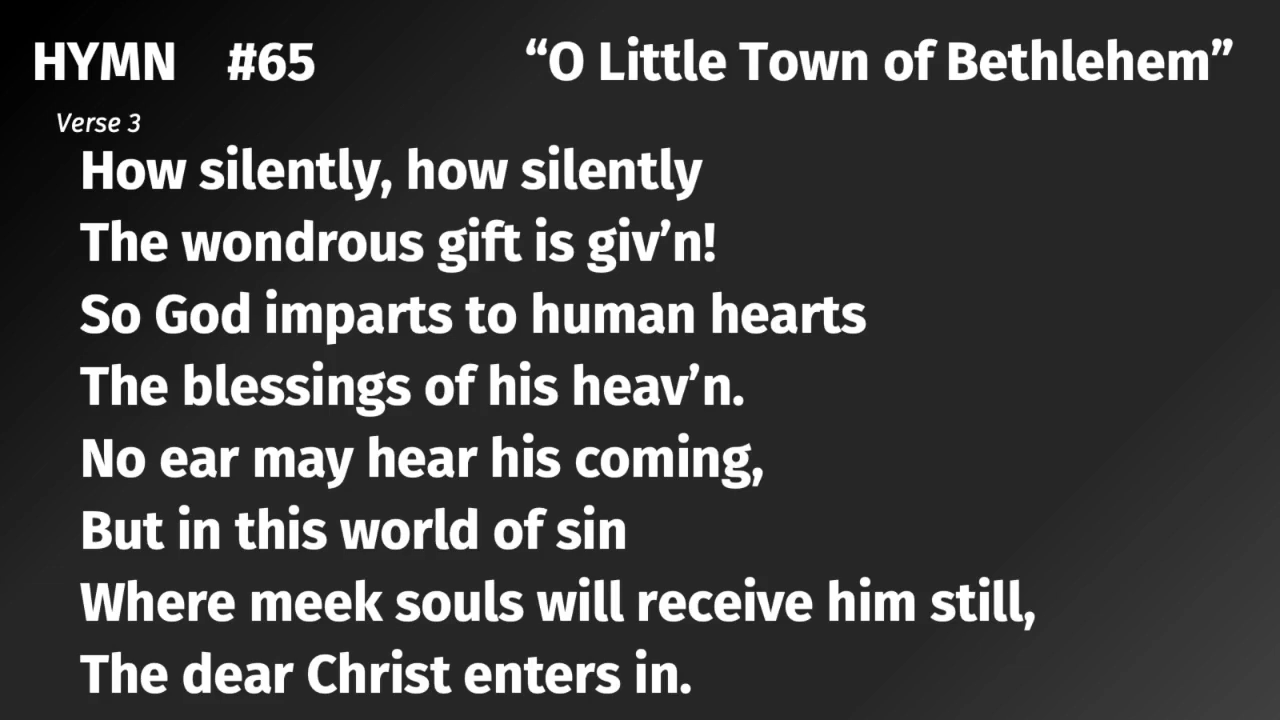 HYMN #65 “O Little Town of Bethlehem”
Verse 3
How silently, how silently
The wondrous gift is giv’n!
So God imparts to human hearts
The blessings of his heav’n.
No ear may hear his coming,
But in this world of sin
Where meek souls will receive him still,
The dear Christ enters in.